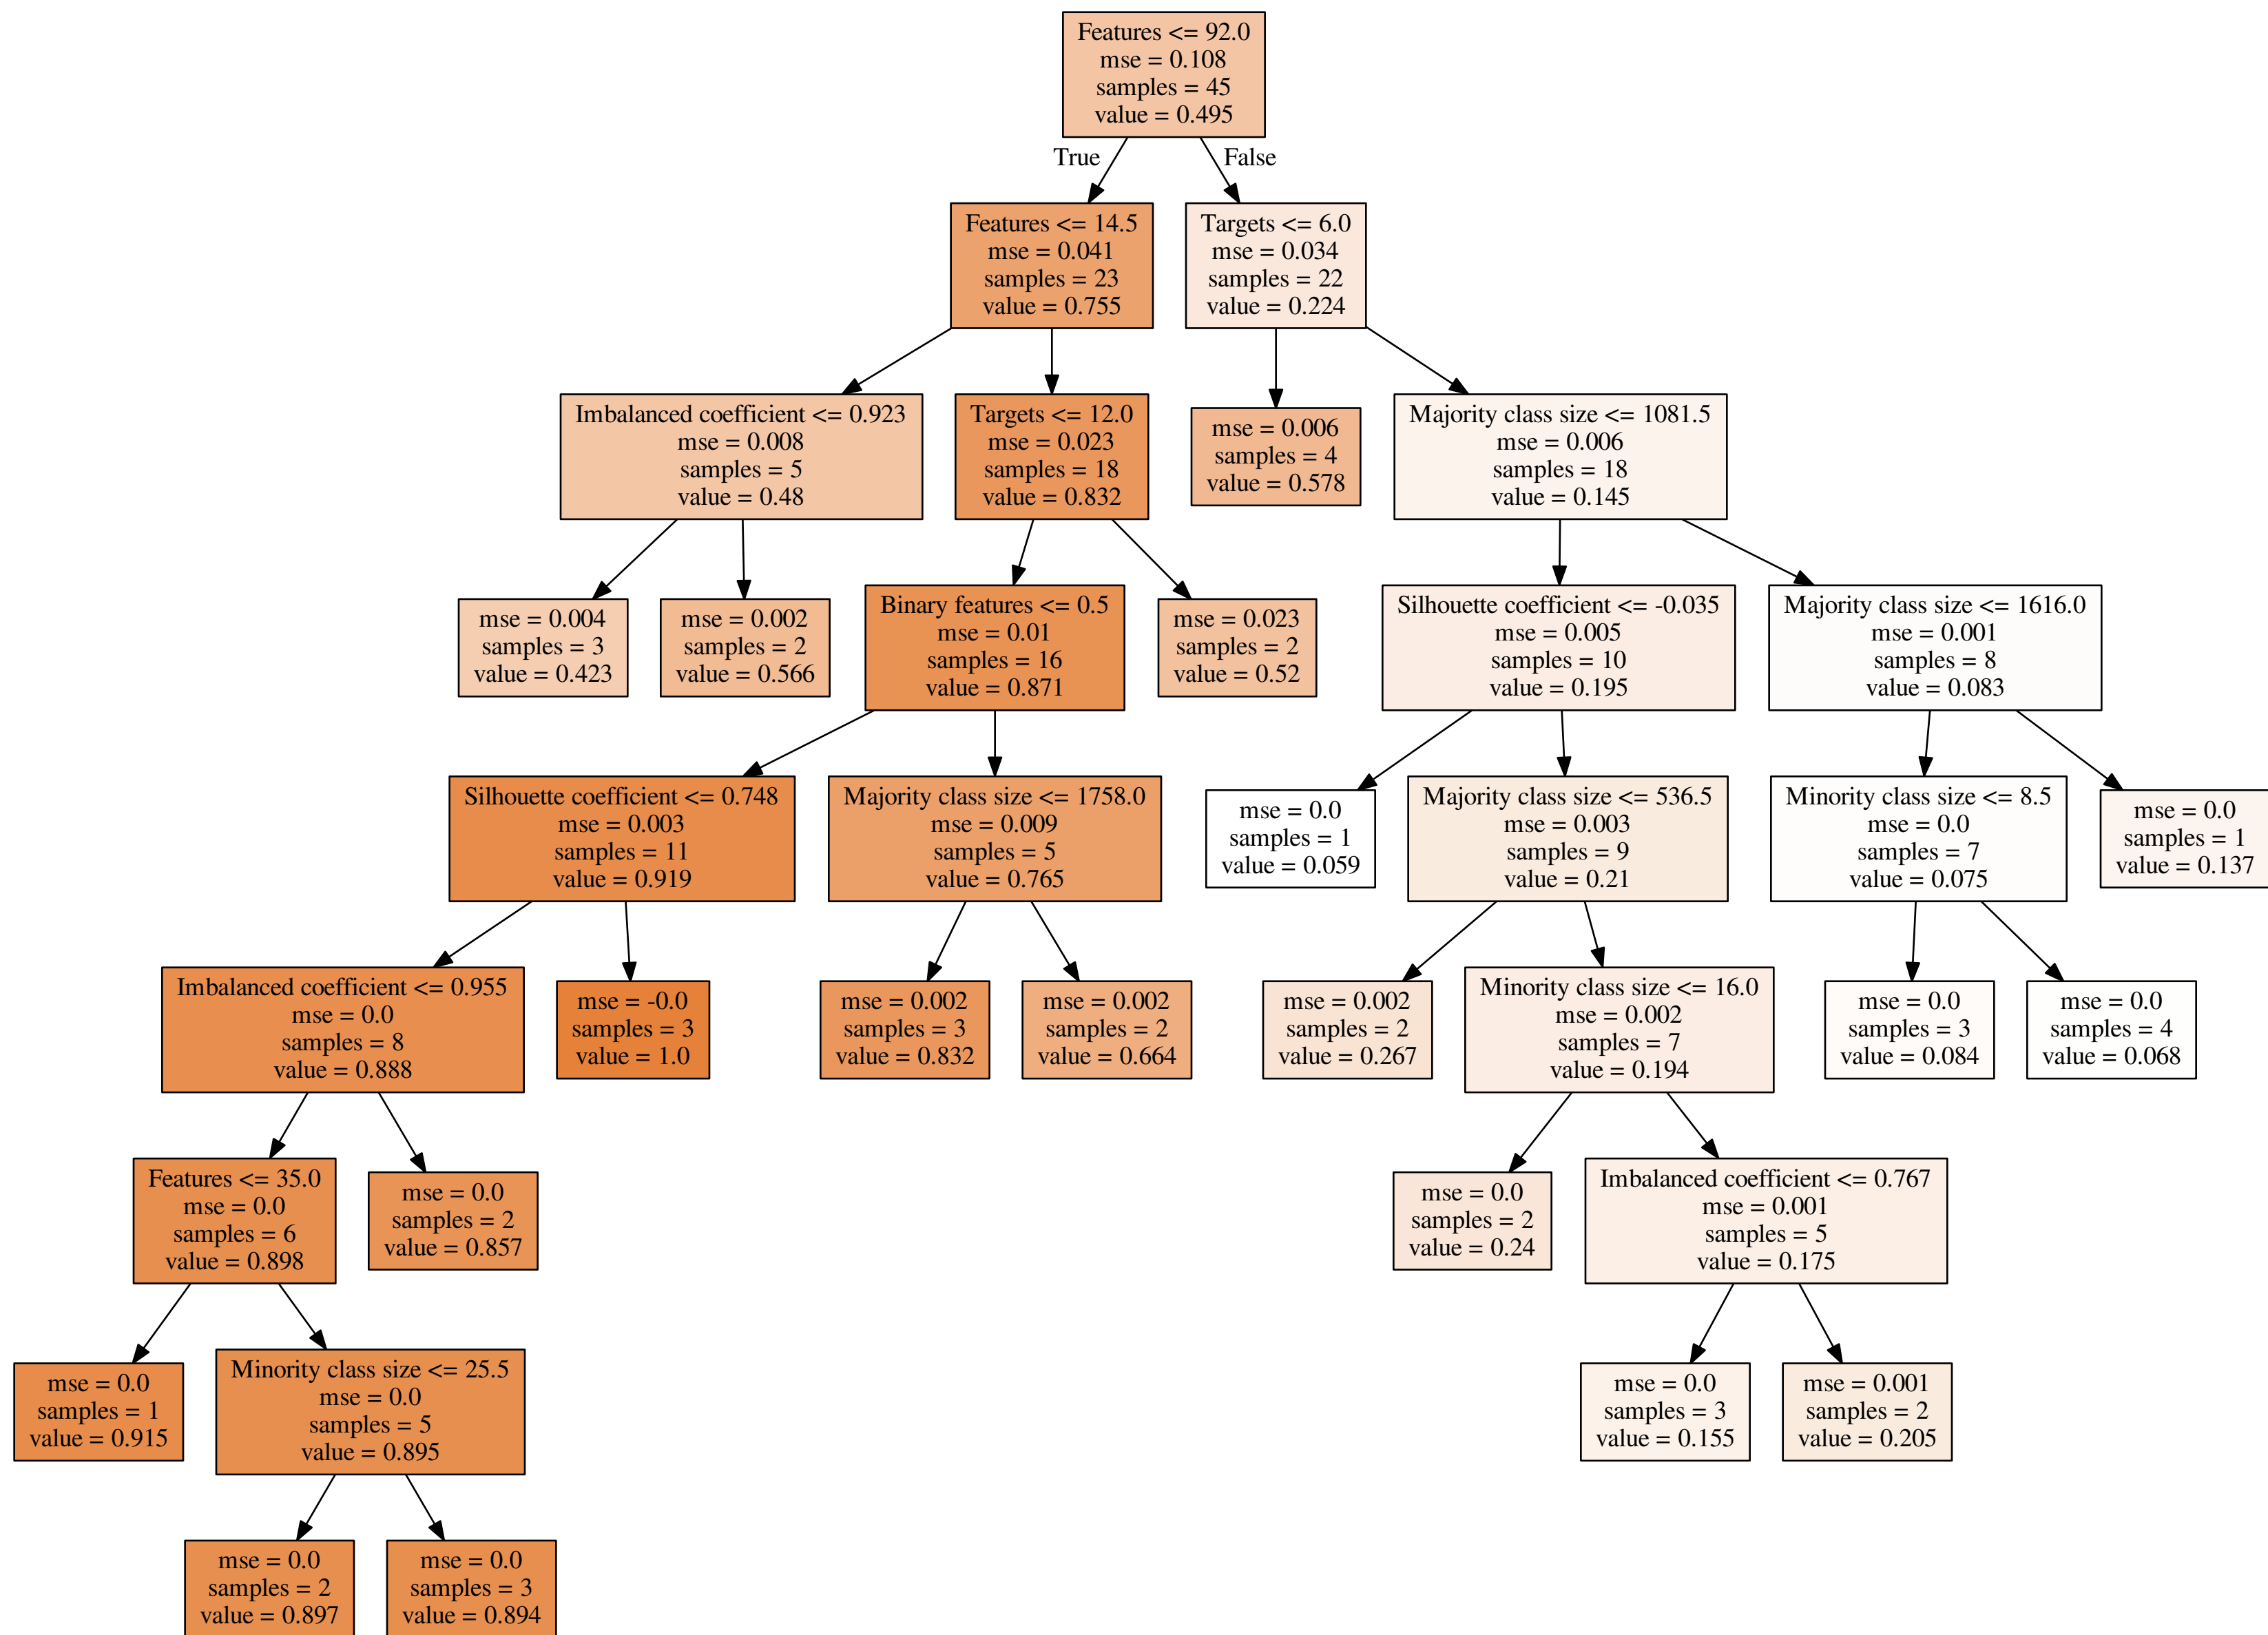 Features <= 92.0
mse = 0.108
samples = 45
value = 0.495
True
False
Features <= 14.5
mse = 0.041
samples = 23
value = 0.755
Targets <= 6.0
mse = 0.034
samples = 22
value = 0.224
Imbalanced coefficient <= 0.923
mse = 0.008
samples = 5
value = 0.48
Targets <= 12.0
mse = 0.023
samples = 18
value = 0.832
mse = 0.006
samples = 4
value = 0.578
Majority class size <= 1081.5
mse = 0.006
samples = 18
value = 0.145
mse = 0.004
samples = 3
value = 0.423
mse = 0.002
samples = 2
value = 0.566
Binary features <= 0.5
mse = 0.01
samples = 16
value = 0.871
mse = 0.023
samples = 2
value = 0.52
Silhouette coefficient <= -0.035
mse = 0.005
samples = 10
value = 0.195
Majority class size <= 1616.0
mse = 0.001
samples = 8
value = 0.083
Silhouette coefficient <= 0.748
mse = 0.003
samples = 11
value = 0.919
Majority class size <= 1758.0
mse = 0.009
samples = 5
value = 0.765
mse = 0.0
samples = 1
value = 0.059
Majority class size <= 536.5
mse = 0.003
samples = 9
value = 0.21
Minority class size <= 8.5
mse = 0.0
samples = 7
value = 0.075
mse = 0.0
samples = 1
value = 0.137
Imbalanced coefficient <= 0.955
mse = 0.0
samples = 8
value = 0.888
mse = -0.0
samples = 3
value = 1.0
mse = 0.002
samples = 3
value = 0.832
mse = 0.002
samples = 2
value = 0.664
mse = 0.002
samples = 2
value = 0.267
Minority class size <= 16.0
mse = 0.002
samples = 7
value = 0.194
mse = 0.0
samples = 3
value = 0.084
mse = 0.0
samples = 4
value = 0.068
Features <= 35.0
mse = 0.0
samples = 6
value = 0.898
mse = 0.0
samples = 2
value = 0.857
mse = 0.0
samples = 2
value = 0.24
Imbalanced coefficient <= 0.767
mse = 0.001
samples = 5
value = 0.175
mse = 0.0
samples = 1
value = 0.915
Minority class size <= 25.5
mse = 0.0
samples = 5
value = 0.895
mse = 0.0
samples = 3
value = 0.155
mse = 0.001
samples = 2
value = 0.205
mse = 0.0
samples = 2
value = 0.897
mse = 0.0
samples = 3
value = 0.894